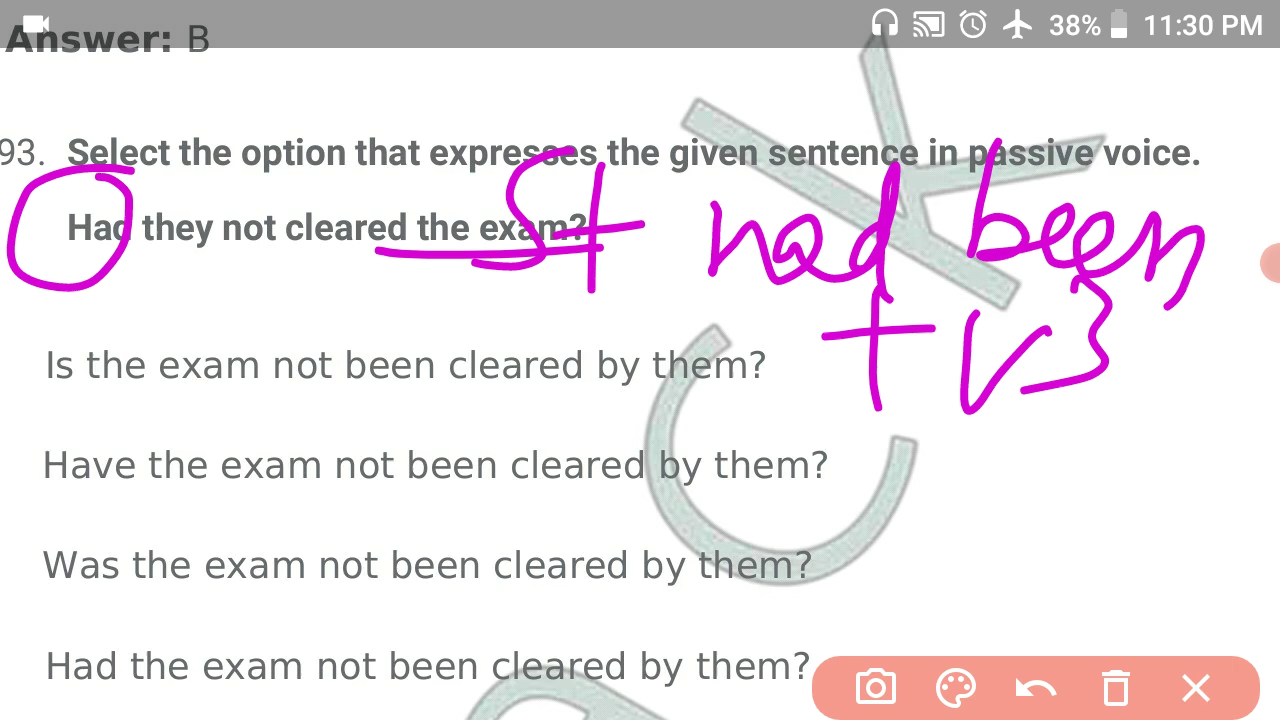 Answer: B
38% 11:30 PM
93. Select the option that expresses the given sentence in passive voice.
Had they not cleared the exam?
S+ had been
+ V3
Is the exam not been cleared by them?
Have the exam not been cleared by them?
Was the exam not been cleared by them?
Had the exam not been cleared by them?